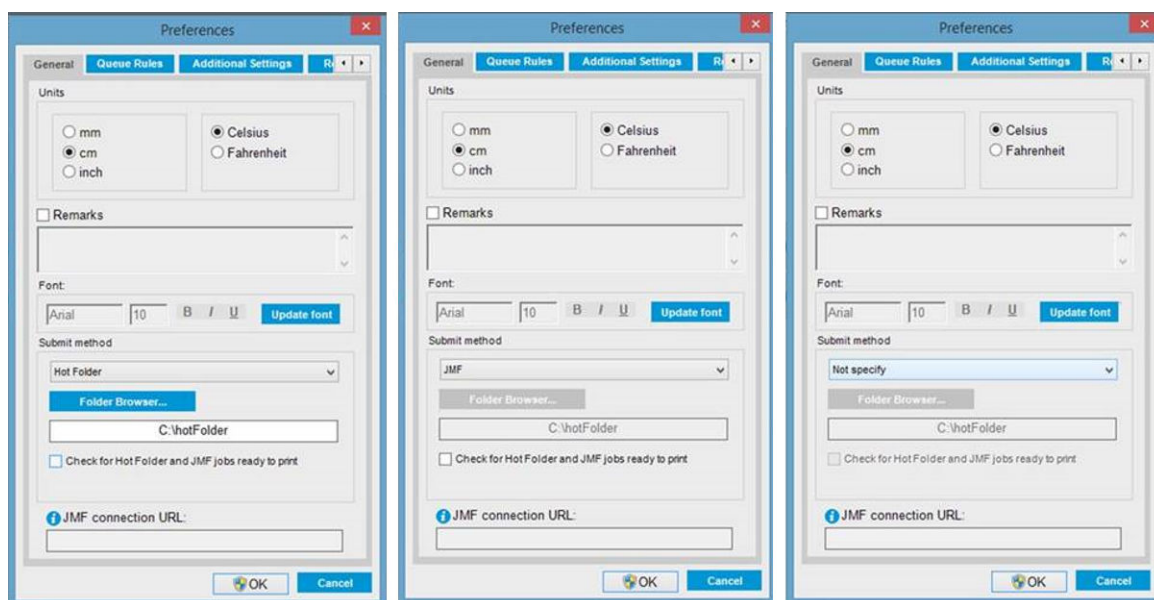 Preferences
General Queue Rules Additional Settings
Units
mm
cm
inch
Celsius
Fahrenheit
Remarks
Font:
Arial 10 B I U Update font
Submit method
Hot Folder
Folder Browser...
C:\hotFolder
Check for Hot Folder and JMF jobs ready to print
JMF connection URL:
OK Cancel
Preferences
General Queue Rules Additional Settings
Units
mm
cm
inch
Celsius
Fahrenheit
Remarks
Font:
Arial 10 B I U Update font
Submit method
JMF
Folder Browser...
C:\hotFolder
Check for Hot Folder and JMF jobs ready to print
JMF connection URL:
OK Cancel
Preferences
General Queue Rules Additional Settings
Units
mm
cm
inch
Celsius
Fahrenheit
Remarks
Font:
Arial 10 B I U Update font
Submit method
Not specify
Folder Browser...
C:\hotFolder
Check for Hot Folder and JMF jobs ready to print
JMF connection URL:
OK Cancel